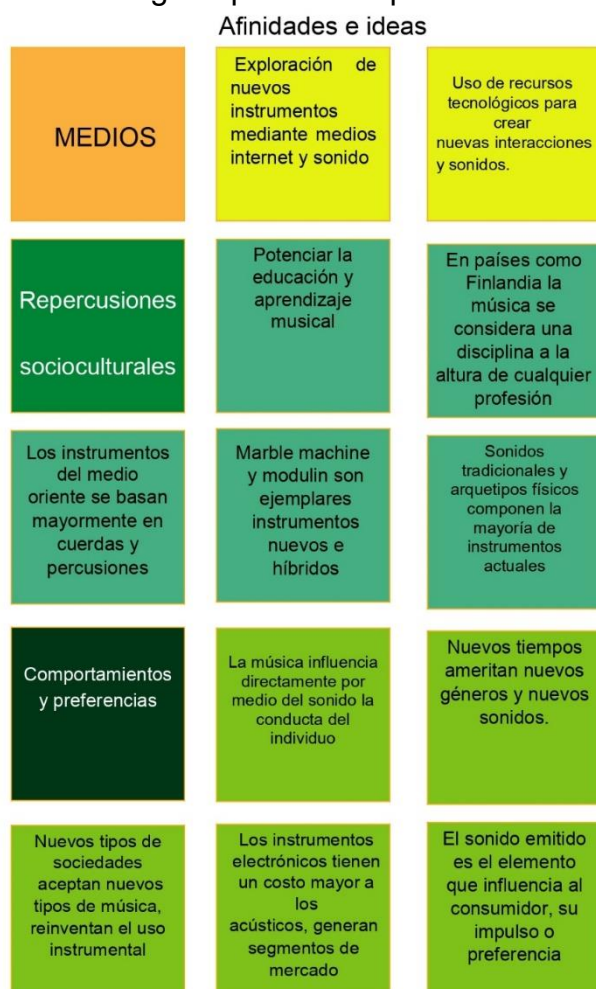 Afinidades e ideas
MEDIOS
Exploración de
nuevos
instrumentos
mediante medios
internet y sonido
Uso de recursos
tecnológicos para
crear
nuevas interacciones
y sonidos.
Repercusiones
socioculturales
Potenciar la
educación y
aprendizaje
musical
En países como
Finlandia la
música se
considera una
disciplina a la
altura de cualquier
profesión
Los instrumentos
del medio
oriente se basan
mayormente en
cuerdas y
percusiones
Marble machine
y modulin son
ejemplares
instrumentos
nuevos e
híbridos
Sonidos
tradicionales y
arquetipos físicos
componen la
mayoría de
instrumentos
actuales
Comportamientos
y preferencias
La música influencia
directamente por
medio del sonido la
conducta del
individuo
Nuevos tiempos
ameritan nuevos
géneros y nuevos
sonidos.
Nuevos tipos de
sociedades
aceptan nuevos
tipos de música,
reinventan el uso
instrumental
Los instrumentos
electrónicos tienen
un costo mayor a
los
acústicos, generan
segmentos de
mercado
El sonido emitido
es el elemento
que influencia al
consumidor, su
impulso o
preferencia